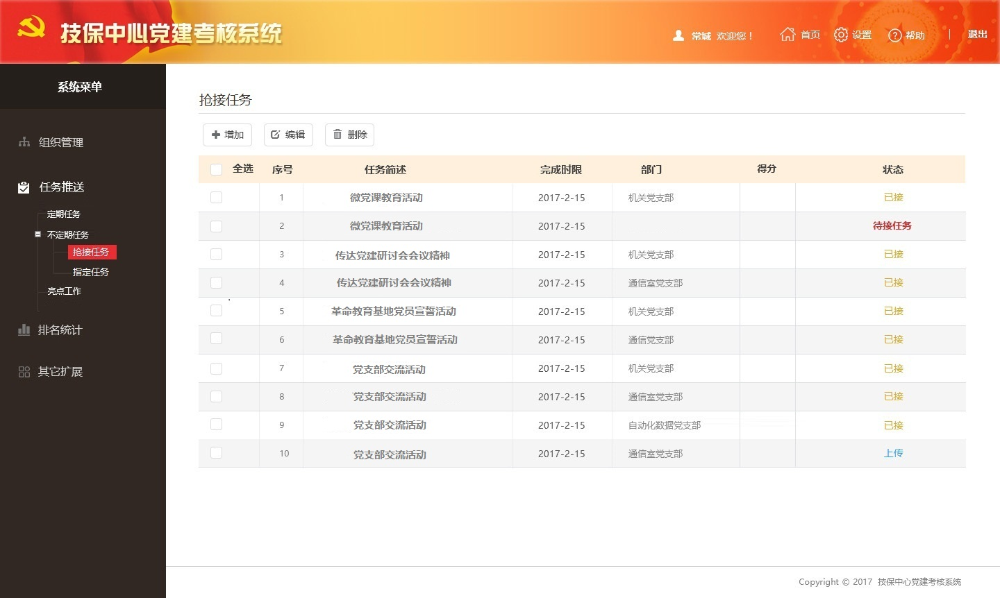 技保中心党建考核系统
常城 欢迎您！ 首页 设置 ? 帮助 | 退出
系统菜单
组织管理
任务推送
定期任务
不定期任务
抢接任务
指定任务
亮点工作
排名统计
其它扩展
抢接任务
增加 编辑 删除
全选 序号 任务简述 完成时限 部门 得分 状态
1 微党课教育活动 2017-2-15 机关党支部 已接
2 微党课教育活动 2017-2-15 待接任务
3 传达党建研讨会会议精神 2017-2-15 机关党支部 已接
4 传达党建研讨会会议精神 2017-2-15 通信室党支部 已接
5 革命教育基地党员宣誓活动 2017-2-15 机关党支部 已接
6 革命教育基地党员宣誓活动 2017-2-15 通信党支部 已接
7 党支部交流活动 2017-2-15 机关党支部 已接
8 党支部交流活动 2017-2-15 通信室党支部 已接
9 党支部交流活动 2017-2-15 自动化数据党支部 已接
10 党支部交流活动 2017-2-15 通信室党支部 上传
Copyright © 2017 技保中心党建考核系统